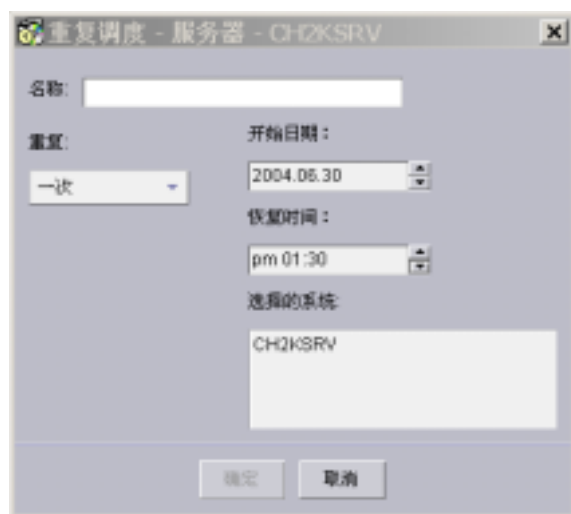 重复调度 - 服务器 - CH2KSRV
名称:
重复:
一次
开始日期：
2004.06.30
恢复时间：
pm 01:30
选择的系统:
CH2KSRV
确定
取消